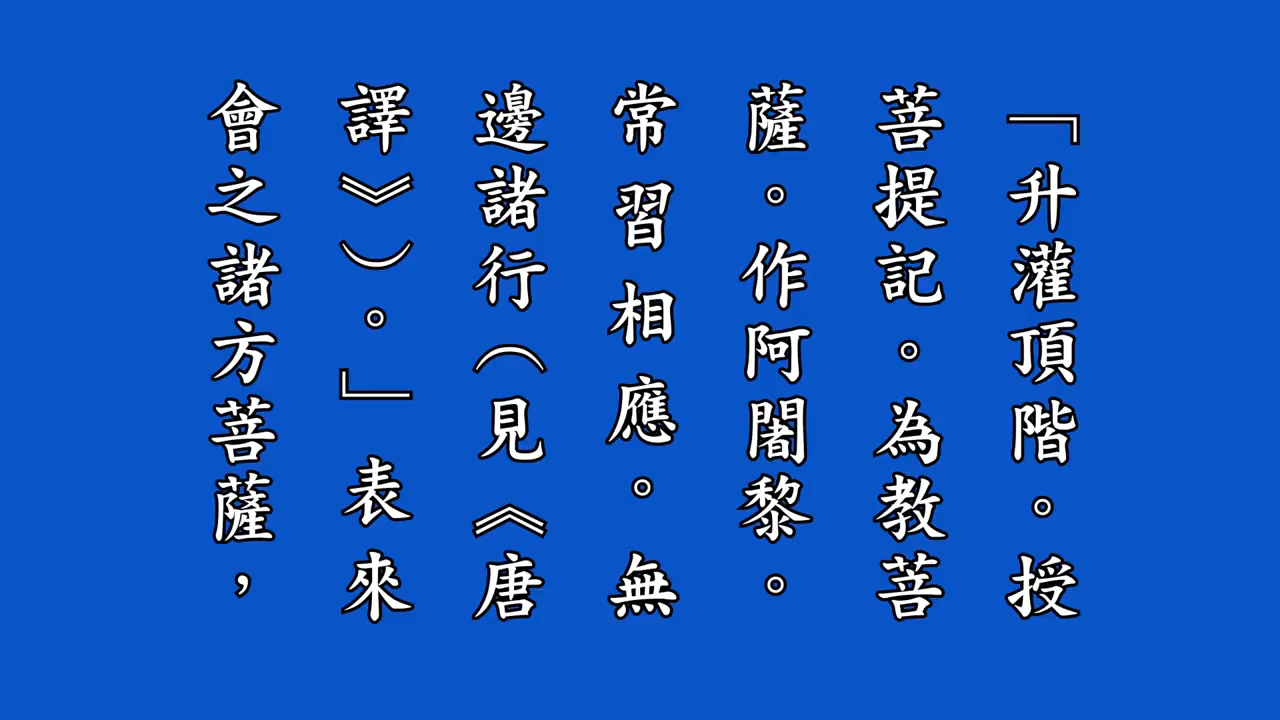 「升灌頂階。授
菩提記。為教菩
薩。作阿闍黎。
常習相應。無
邊諸行（見《唐
譯》）。」表來
會之諸方菩薩，